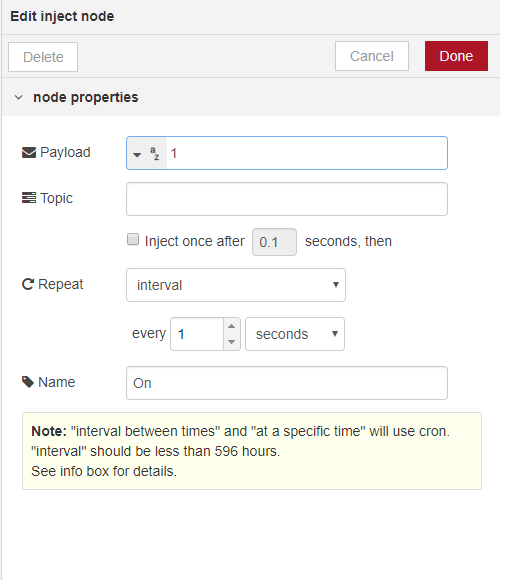 Edit inject node
Delete Cancel Done
node properties
Payload az 1
Topic
Inject once after 0.1 seconds, then
Repeat interval
every 1 seconds
Name On
Note: "interval between times" and "at a specific time" will use cron.
"interval" should be less than 596 hours.
See info box for details.